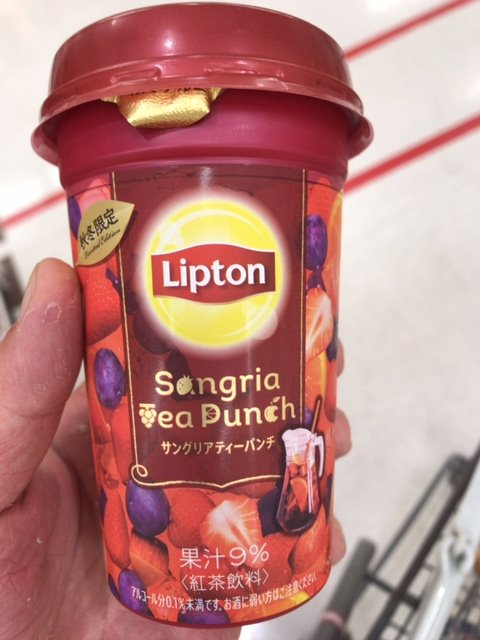 秋冬限定
Limited Edition
Lipton
Sangria
Tea Punch
サングリアティーパンチ
果汁9%
〈紅茶飲料〉
アルコール分0.1%未満です。お酒に弱い方はご注意ください。